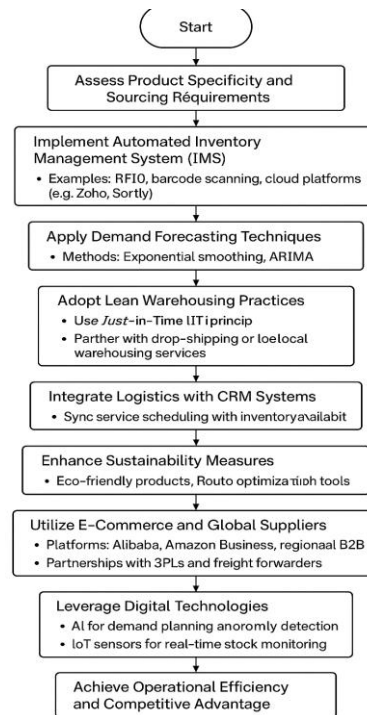 Start
Assess Product Specificity and
Sourcing Réquirements
Implement Automated Inventory
Management System (IMS)
• Examples: RFI0, barcode scanning, cloud platforms
(e.g. Zoho, Sortly)
Apply Demand Forecasting Techniques
• Methods: Exponential smoothing, ARIMA
Adopt Lean Warehousing Practices
• Use Just-in-Time
• Parther with drop-shipping or
warehousing services
Integrate Logistics with CRM Systems
• Sync service scheduling with
Enhance Sustainability Measures
• Eco-friendly products, Routo tools
Utilize E-Commerce and Global Suppliers
• Platforms: Alibaba, Amazon Business, regionaal B2B
• Partnerships with 3PLs and freight forwarders
Leverage Digital Technologies
• AI for demand planning anoromly detection
• IoT sensors for real-time stock monitoring
Achieve Operational Efficiency
and Competitive Advantage